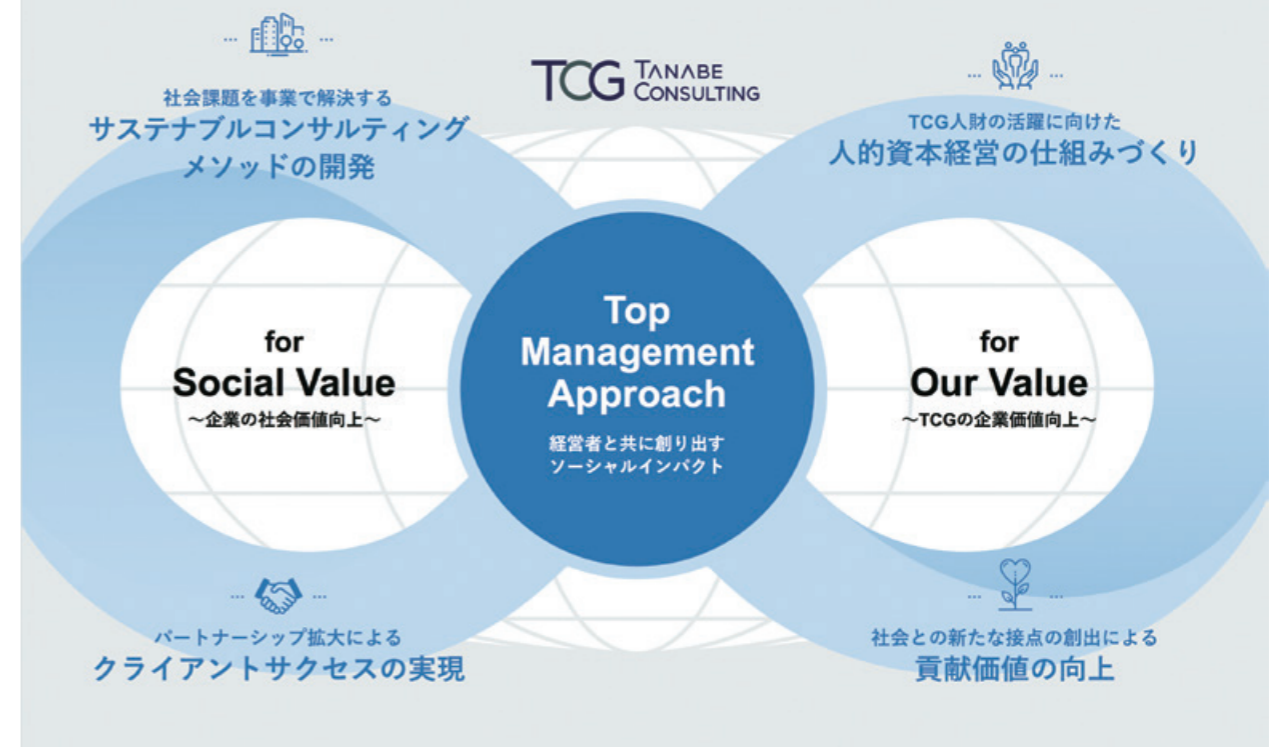 TCG TANABE
CONSULTING
社会課題を事業で解決する
サステナブルコンサルティング
メソッドの開発
TCG人財の活躍に向けた
人的資本経営の仕組みづくり
for
Social Value
～企業の社会価値向上～
Top
Management
Approach
経営者と共に創り出す
ソーシャルインパクト
for
Our Value
～TCGの企業価値向上～
パートナーシップ拡大による
クライアントサクセスの実現
社会との新たな接点の創出による
貢献価値の向上